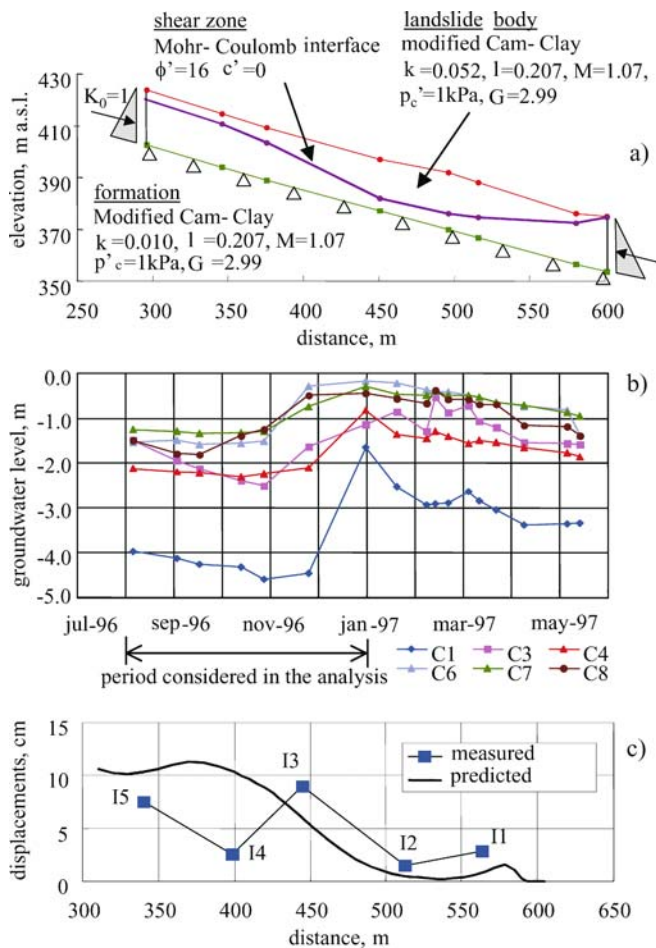 shear zone
Mohr- Coulomb interface
ϕ'=16 c'=0
landslide body
modified Cam- Clay
k=0.052, l=0.207, M=1.07,
pc'=1kPa, G=2.99
K0=1
a)
formation
Modified Cam- Clay
k=0.010, l=0.207, M=1.07
p'c=1kPa, G=2.99
elevation, m a.s.l.
430
410
390
370
350
250 300 350 400 450 500 550 600
distance, m
b)
groundwater level, m
0.0
-1.0
-2.0
-3.0
-4.0
-5.0
jul-96 sep-96 nov-96 jan-97 mar-97 may-97
period considered in the analysis
C1 C3 C4
C6 C7 C8
c)
displacements, cm
15
10
5
0
measured
predicted
I5 I4 I3 I2 I1
300 350 400 450 500 550 600 650
distance, m